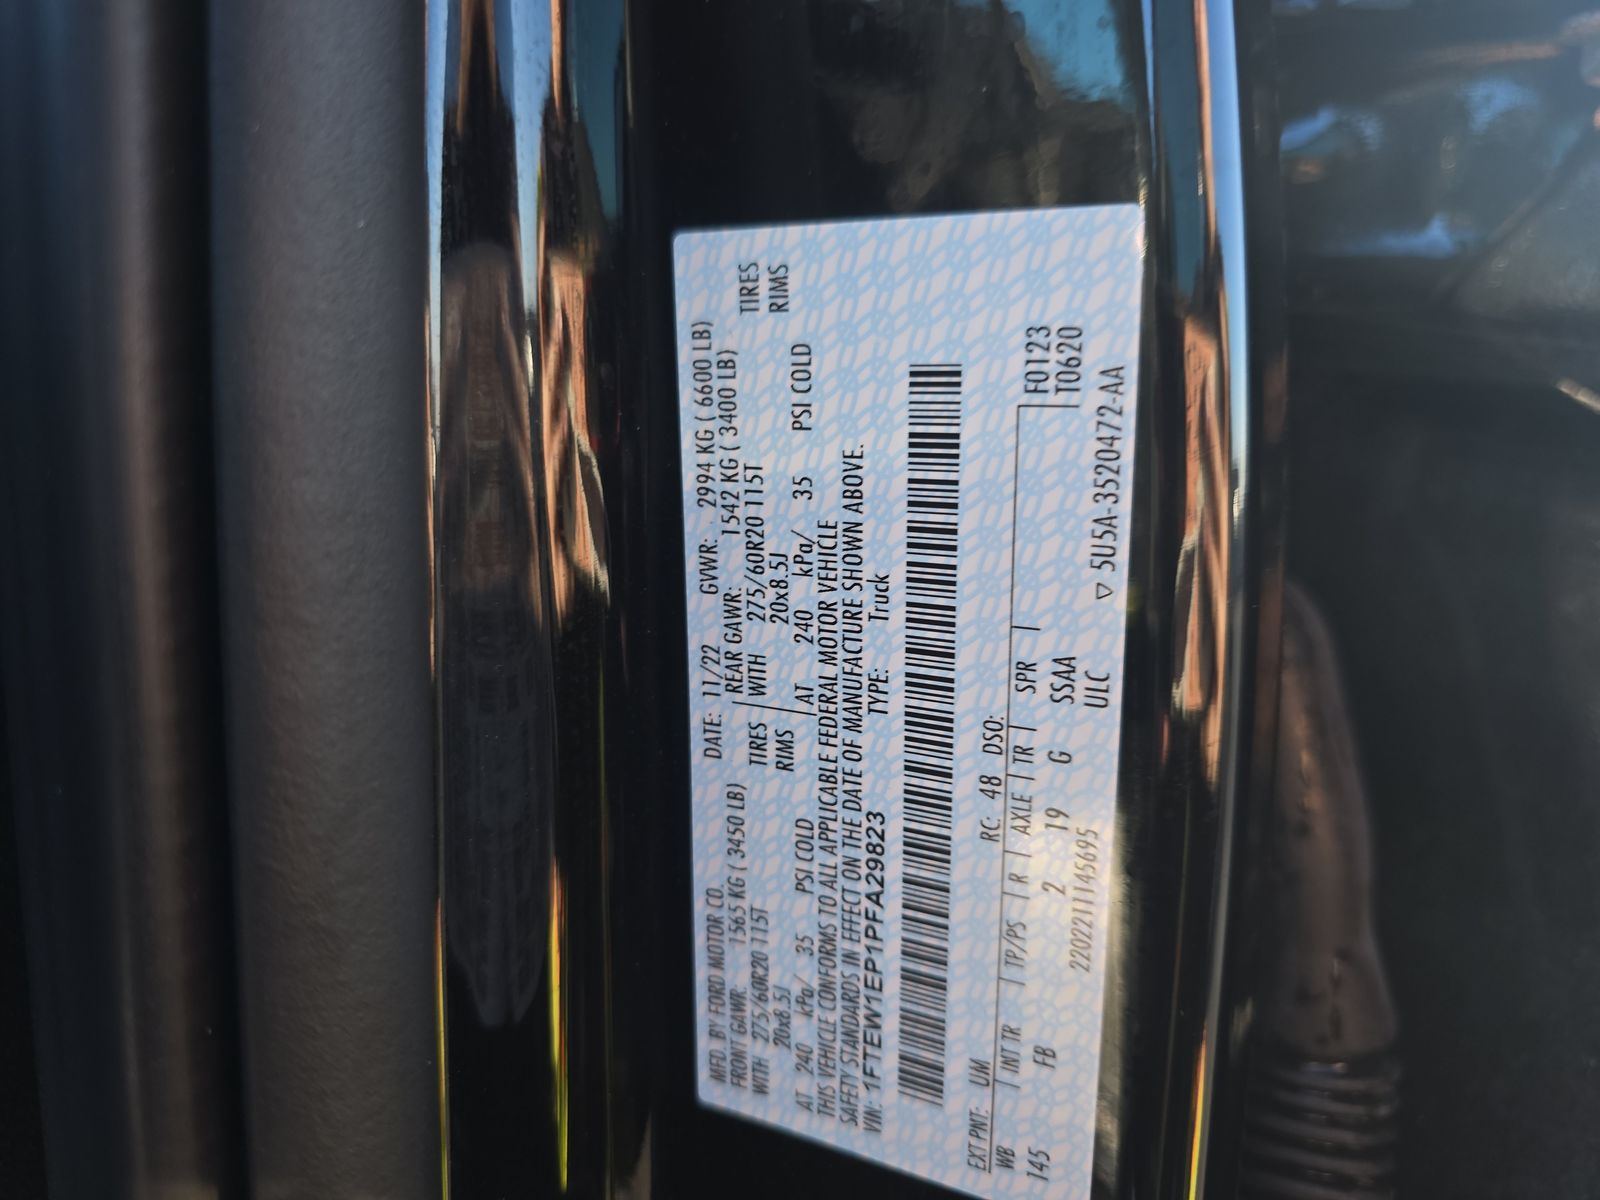 MFD. BY FORD MOTOR CO. DATE: 11/22 GVWR: 2994 KG ( 6600 LB)
FRONT GAWR: 1565 KG ( 3450 LB) REAR GAWR: 1542 KG ( 3400 LB)
WITH 275/60R20 115T TIRES WITH 275/60R20 115T TIRES
20x8.5J RIMS 20x8.5J RIMS
AT 240 kPa/ 35 PSI COLD AT 240 kPa/ 35 PSI COLD
THIS VEHICLE CONFORMS TO ALL APPLICABLE FEDERAL MOTOR VEHICLE
SAFETY STANDARDS IN EFFECT ON THE DATE OF MANUFACTURE SHOWN ABOVE.
VIN: 1FTEW1EP1PFA29823 TYPE: Truck
EXT PNT: UM RC: 48 DSO:
WB INT TR TP/PS R AXLE TR SPR F0123
145 FB 2 19 G SSAA T0620
2202211145695 ULC
▽ 5U5A-3520472-AA